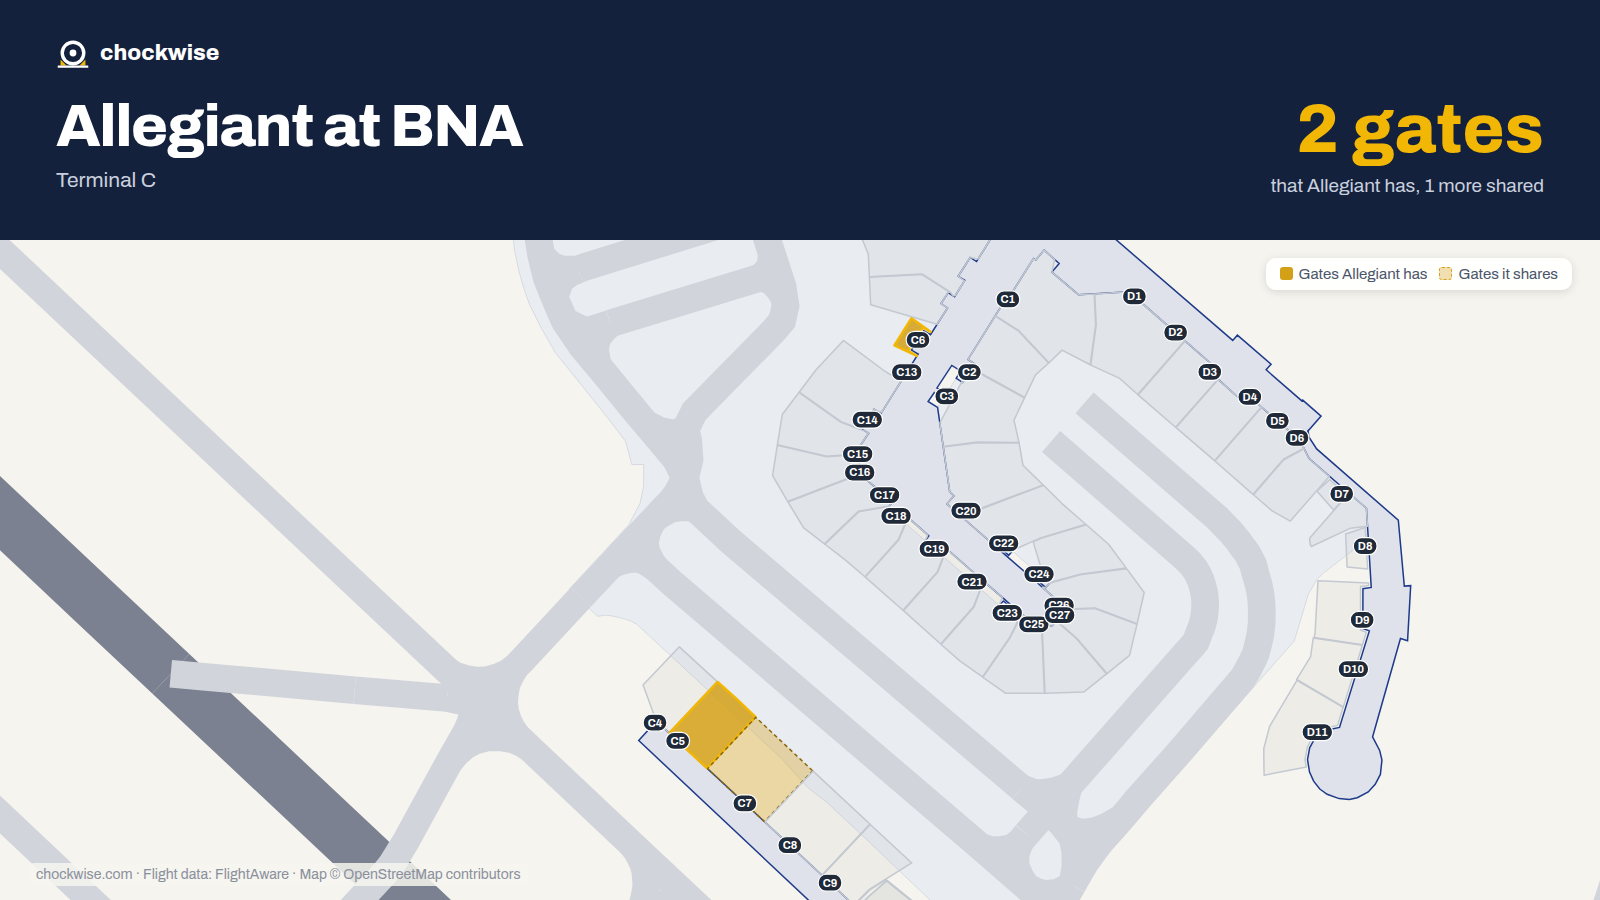 chockwise
Allegiant at BNA
Terminal C
2 gates
that Allegiant has, 1 more shared
Gates Allegiant has
Gates it shares
C1
D1
D2
C6
C13
C2
D3
C3
D4
C14
D5
D6
C15
C16
C17
D7
C20
C18
C22
D8
C19
C24
C21
C26
C23
C27
C25
D9
D10
C4
D11
C5
C7
C8
C9
chockwise.com · Flight data: FlightAware · Map © OpenStreetMap contributors